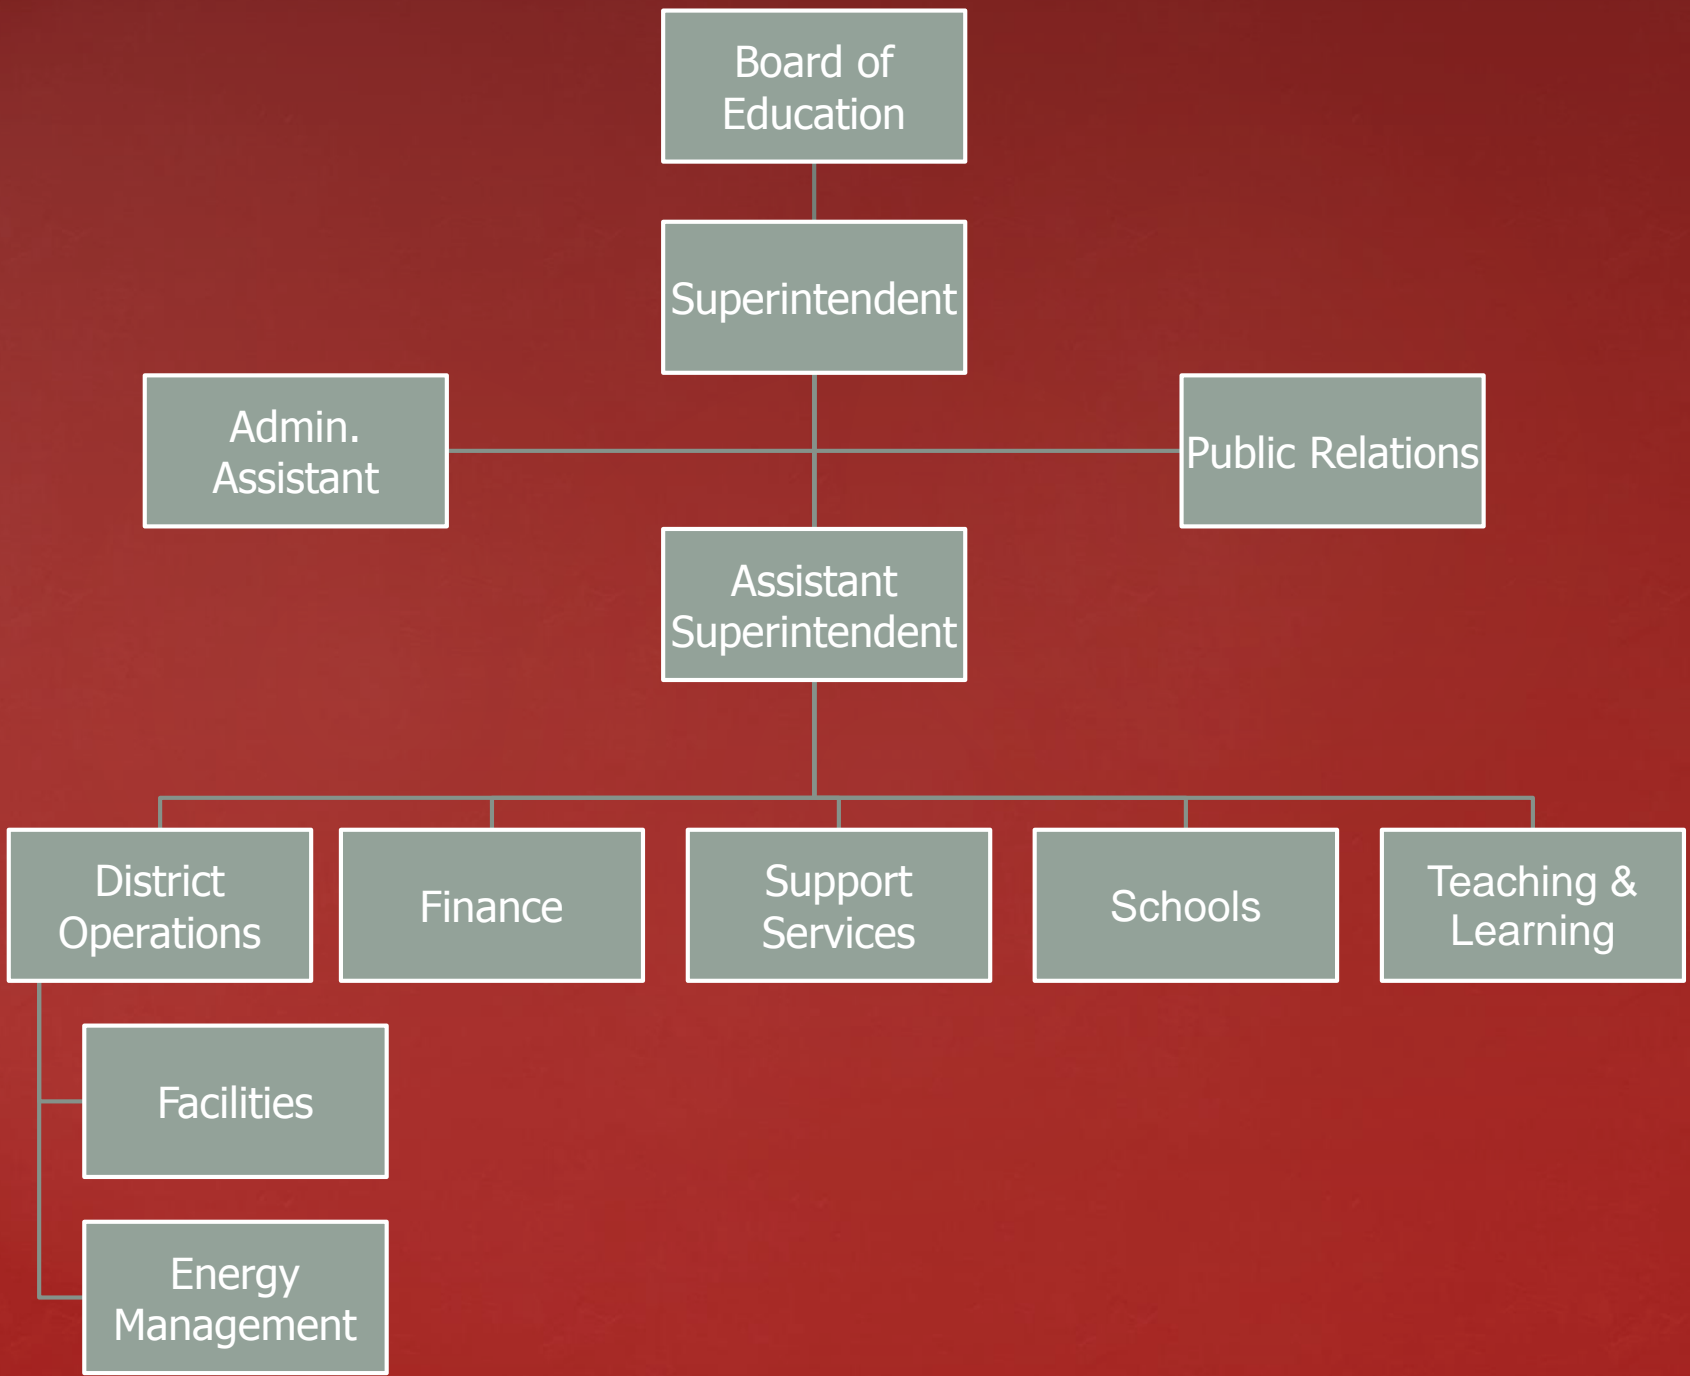 Board of
Education
Superintendent
Admin.
Assistant
Public Relations
Assistant
Superintendent
District
Operations
Finance
Support
Services
Schools
Teaching &
Learning
Facilities
Energy
Management